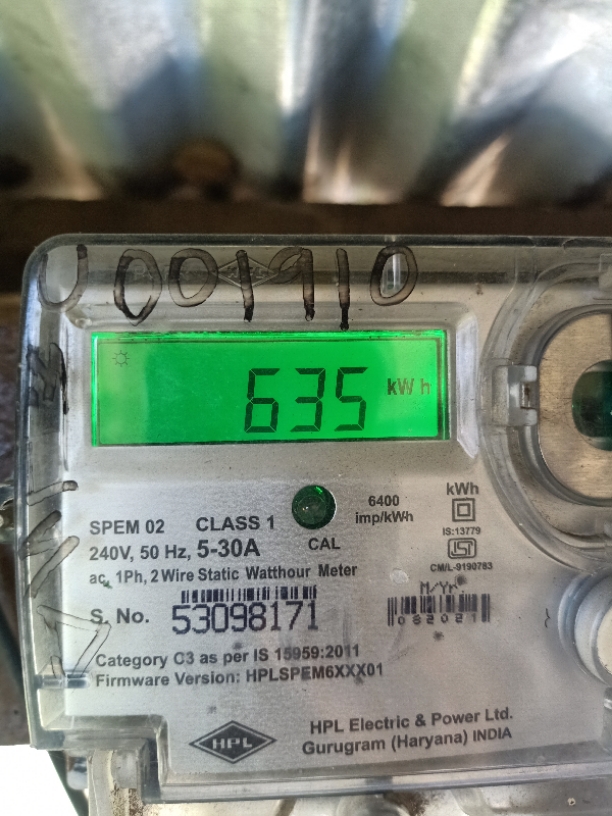 U001910
635 kWh
6400
imp/kWh
kWh
SPEM 02 CLASS 1
240V, 50 Hz, 5-30A
CAL
IS:13779
CM/L-9190783
ac, 1Ph, 2 Wire Static Watthour Meter
M/Yr
S. No. 53098171
082021
Category C3 as per IS 15959:2011
Firmware Version: HPLSPEM6XXX01
HPL
HPL Electric & Power Ltd.
Gurugram (Haryana) INDIA